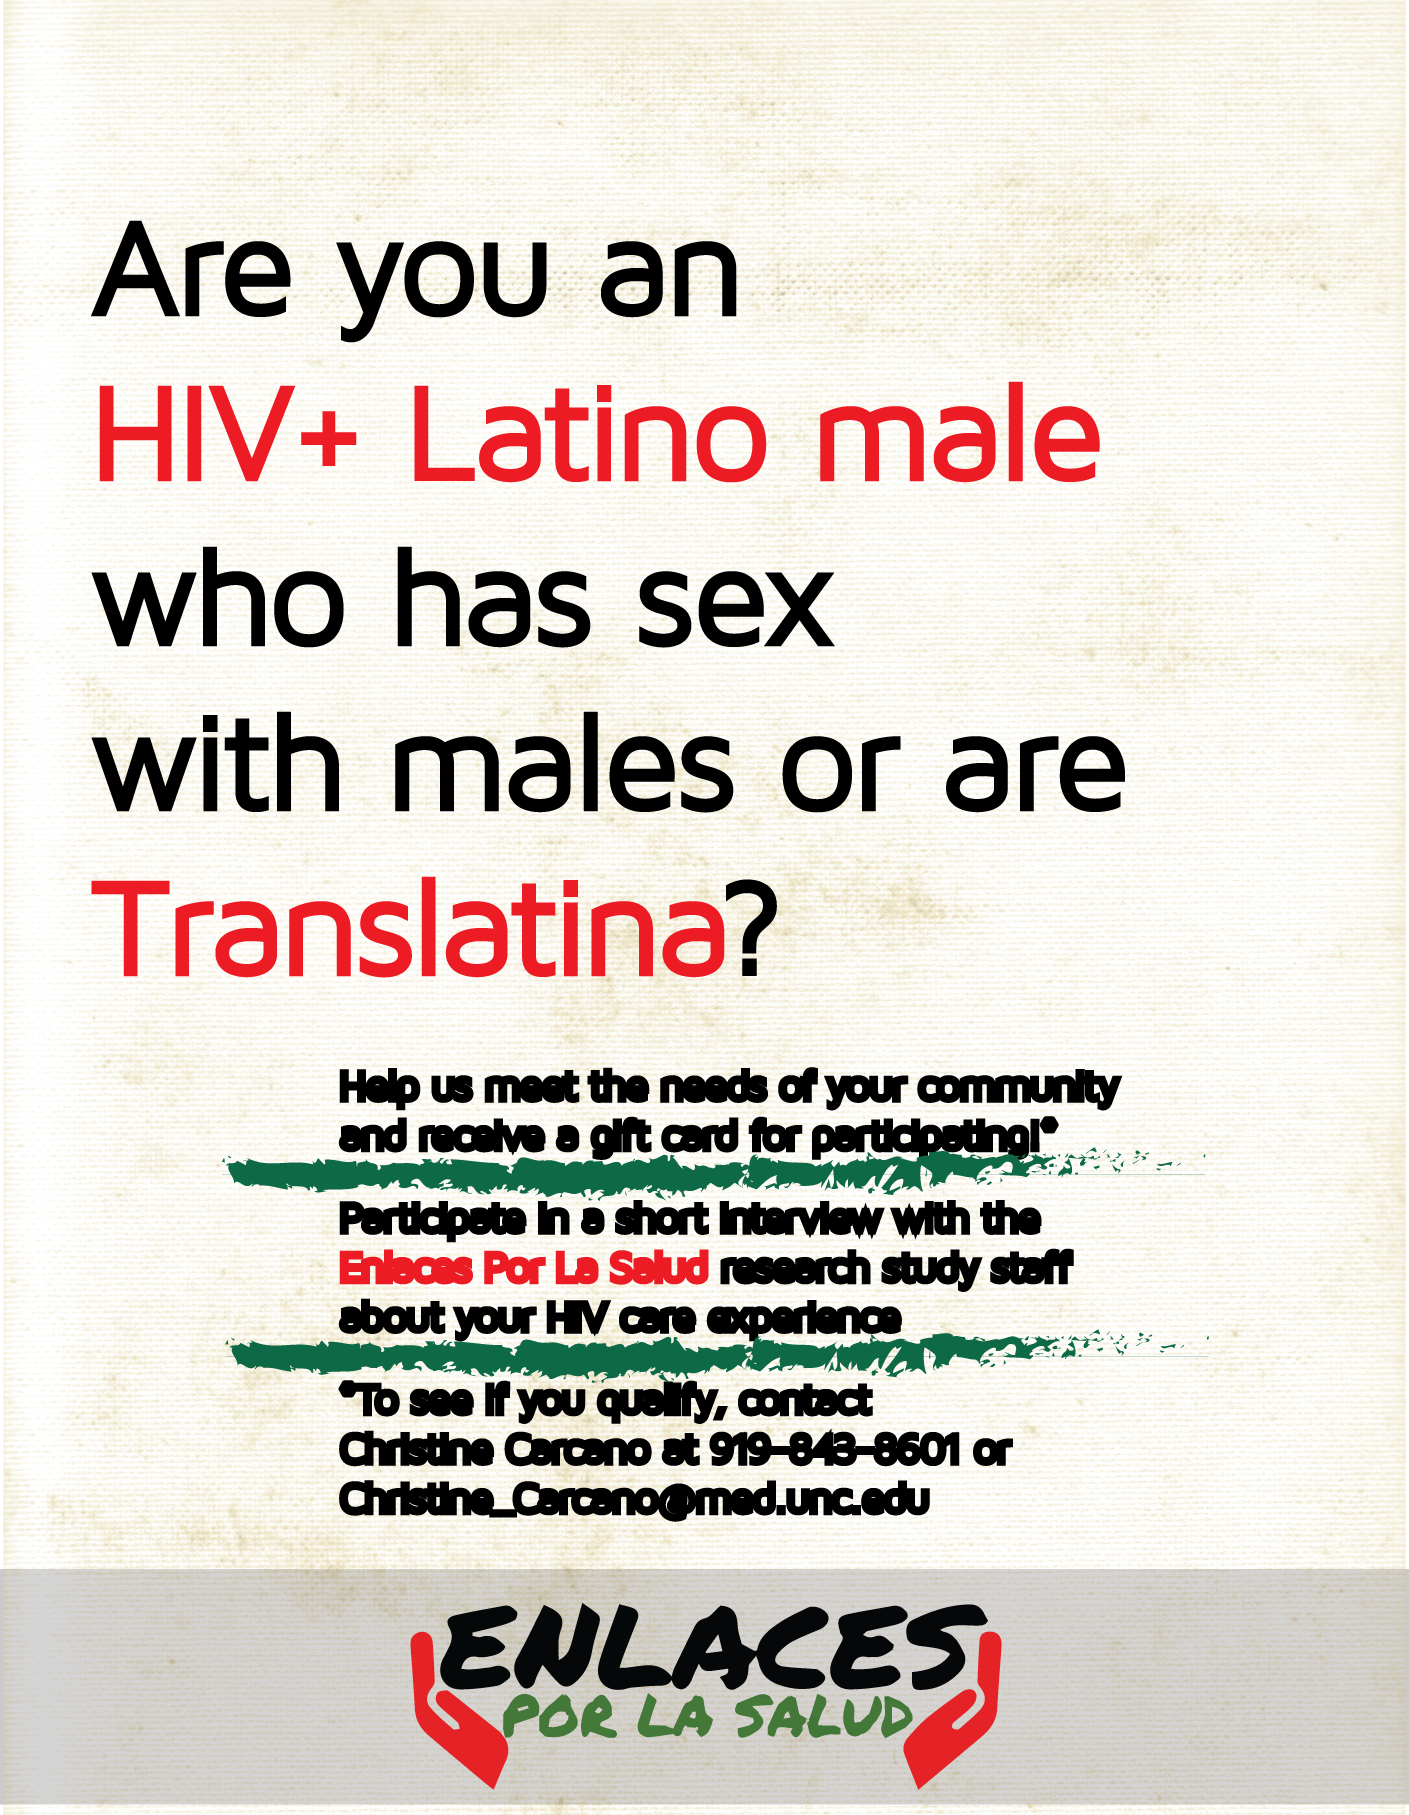 Are you an
HIV+ Latino male
who has sex
with males or are
Translatina?
Help us meet the needs of your community
and receive a gift card for participating!*
Participate in a short interview with the
Enlaces Por La Salud research study staff
about your HIV care experience
*To see if you qualify, contact
Christine Carcano at 919-843-8601 or
Christine_Carcano@med.unc.edu
ENLACES
POR LA SALUD